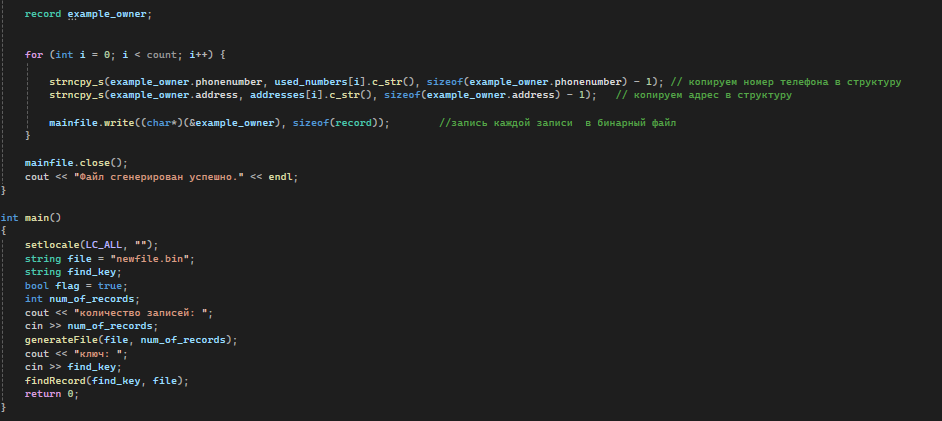 record example_owner;
for (int i = 0; i < count; i++) {
strncpy_s(example_owner.phonenumber, used_numbers[i].c_str(), sizeof(example_owner.phonenumber) - 1); // копируем номер телефона в структуру
strncpy_s(example_owner.address, addresses[i].c_str(), sizeof(example_owner.address) - 1); // копируем адрес в структуру
mainfile.write((char*)(&example_owner), sizeof(record)); //запись каждой записи в бинарный файл
}
mainfile.close();
cout << "Файл сгенерирован успешно." << endl;
}
int main()
{
setlocale(LC_ALL, "");
string file = "newfile.bin";
string find_key;
bool flag = true;
int num_of_records;
cout << "количество записей: ";
cin >> num_of_records;
generateFile(file, num_of_records);
cout << "ключ: ";
cin >> find_key;
findRecord(find_key, file);
return 0;
}